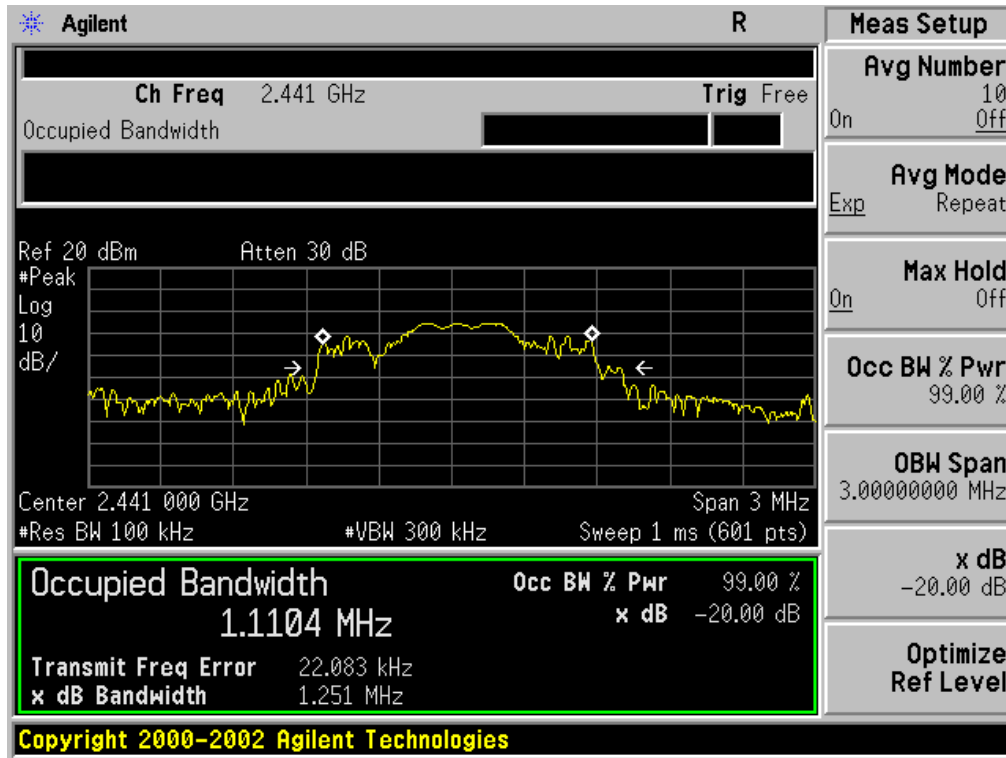 Agilent R
Ch Freq 2.441 GHz Trig Free
Occupied Bandwidth
Ref 20 dBm Atten 30 dB
#Peak
Log
10
dB/
Center 2.441 000 GHz Span 3 MHz
#Res BW 100 kHz #VBW 300 kHz Sweep 1 ms (601 pts)
Occupied Bandwidth Occ BW % Pwr 99.00 %
1.1104 MHz x dB -20.00 dB
Transmit Freq Error 22.083 kHz
x dB Bandwidth 1.251 MHz
Copyright 2000-2002 Agilent Technologies
Meas Setup
Avg Number
10
On Off
Avg Mode
Exp Repeat
Max Hold
On Off
Occ BW % Pwr
99.00 %
OBW Span
3.00000000 MHz
x dB
-20.00 dB
Optimize
Ref Level